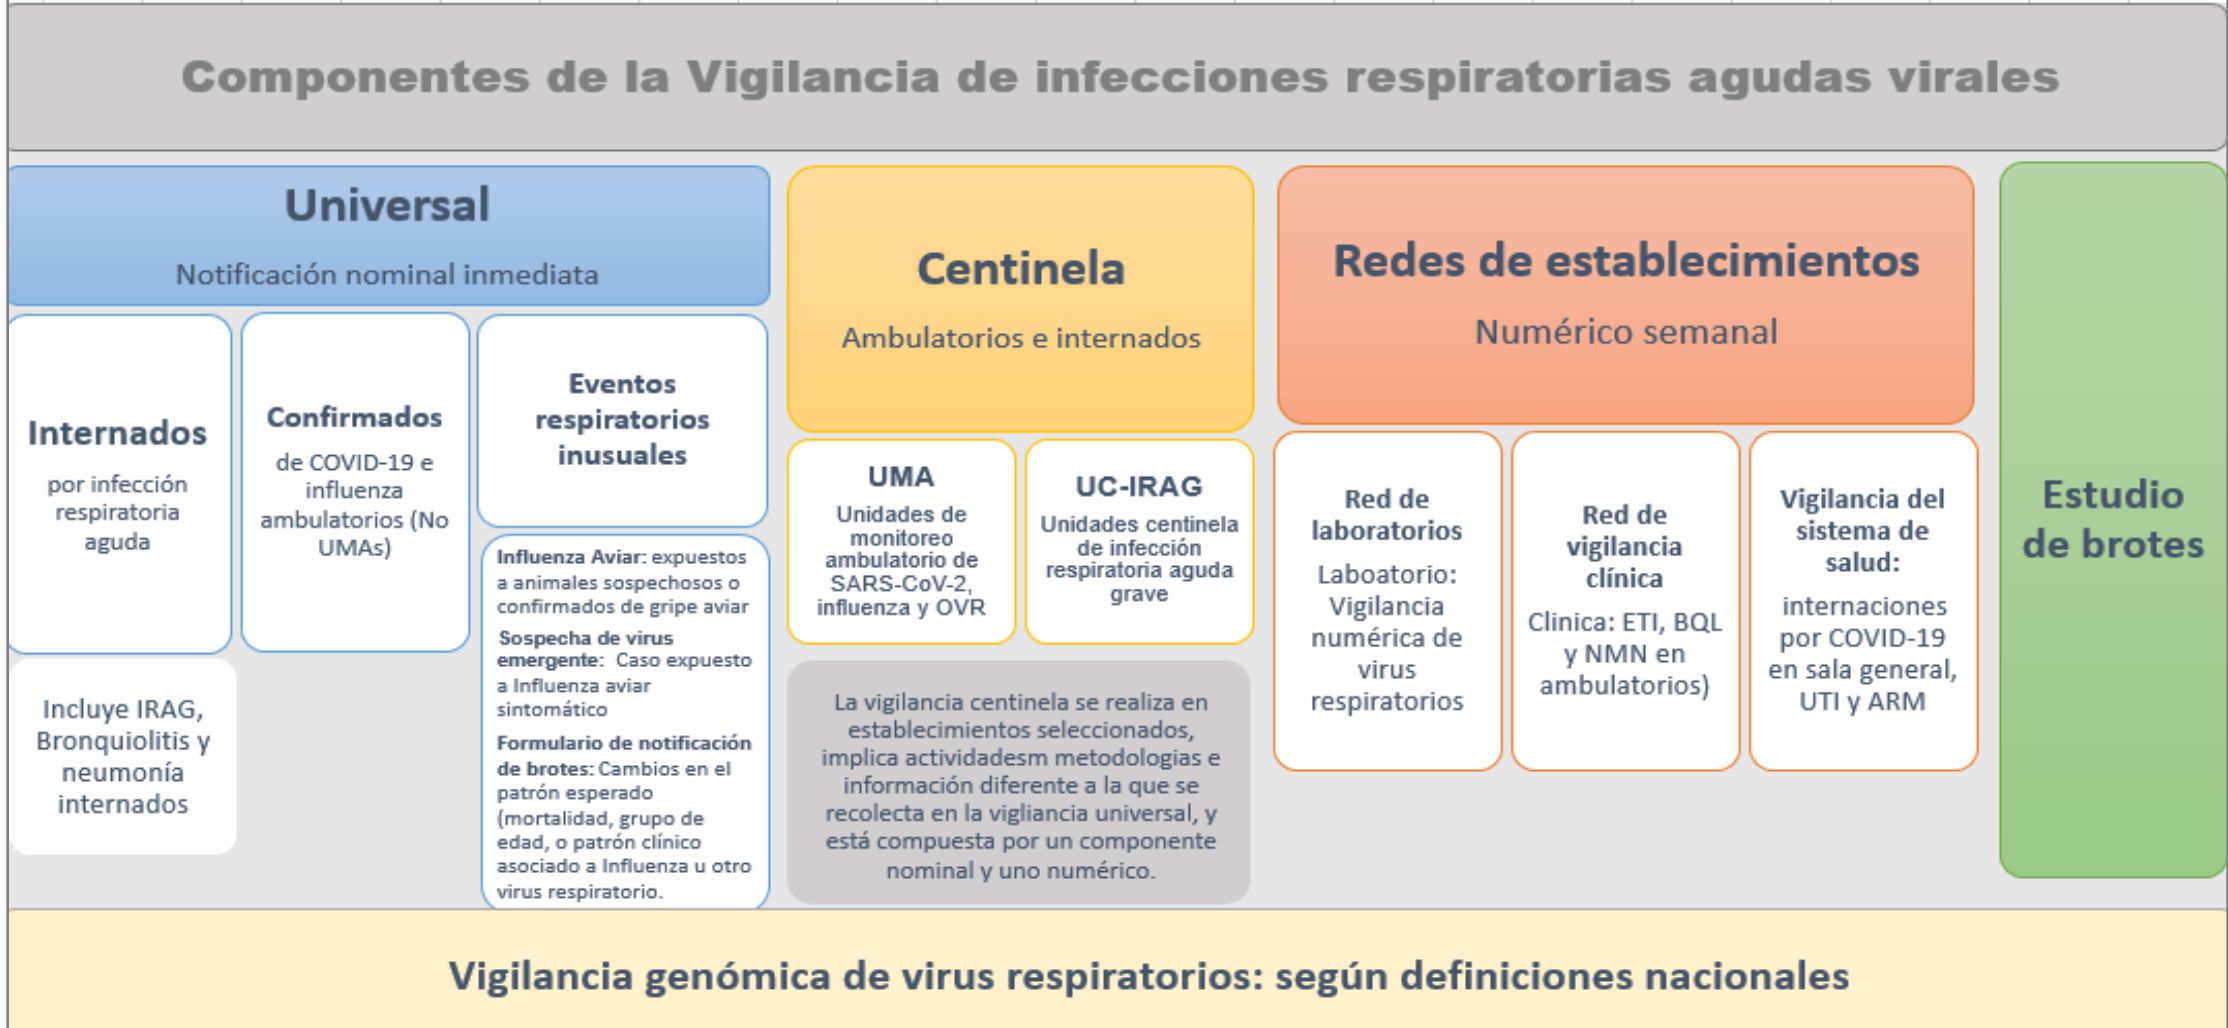 Componentes de la Vigilancia de infecciones respiratorias agudas virales
Universal
Notificación nominal inmediata
Internados
por infección
respiratoria
aguda
Incluye IRAG,
Bronquiolitis y
neumonía
internados
Confirmados
de COVID-19 e
influenza
ambulatorios (No
UMAs)
Eventos
respiratorios
inusuales
Influenza Aviar: expuestos
a animales sospechosos o
confirmados de gripe aviar
Sospecha de virus
emergente: Caso expuesto
a Influenza aviar
sintomático
Formulario de notificación
de brotes: Cambios en el
patrón esperado
(mortalidad, grupo de
edad, o patrón clínico
asociado a Influenza u otro
virus respiratorio.
Centinela
Ambulatorios e internados
UMA
Unidades de
monitoreo
ambulatorio de
SARS-CoV-2,
influenza y OVR
UC-IRAG
Unidades centinela
de infección
respiratoria aguda
grave
La vigilancia centinela se realiza en
establecimientos seleccionados,
implica actividadesm metodologias e
información diferente a la que se
recolecta en la vigliancia universal, y
está compuesta por un componente
nominal y uno numérico.
Redes de establecimientos
Numérico semanal
Red de
laboratorios
Laboatorio:
Vigilancia
numérica de
virus
respiratorios
Red de
vigilancia
clínica
Clinica: ETI, BQL
y NMN en
ambulatorios)
Vigilancia del
sistema de
salud:
internaciones
por COVID-19
en sala general,
UTI y ARM
Estudio
de brotes
Vigilancia genómica de virus respiratorios: según definiciones nacionales